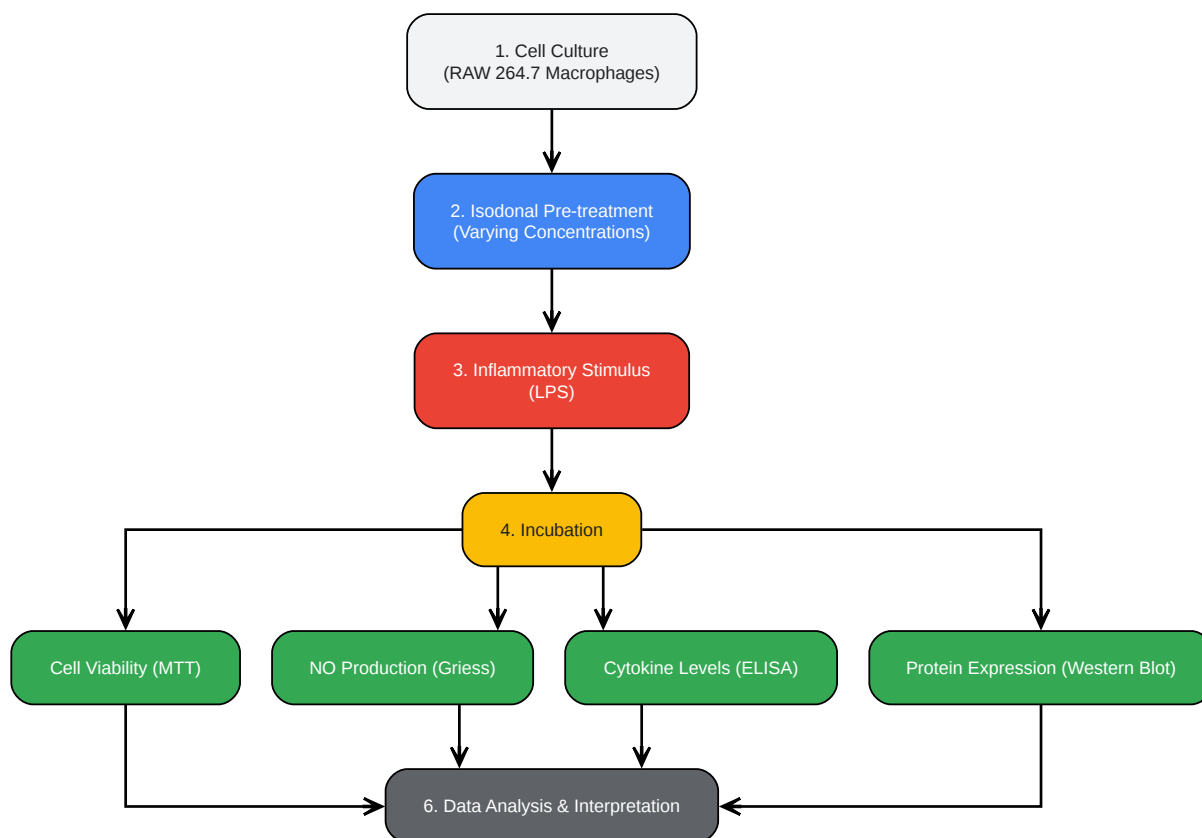 1. Cell Culture
(RAW 264.7 Macrophages)
2. Isodonal Pre-treatment
(Varying Concentrations)
3. Inflammatory Stimulus
(LPS)
4. Incubation
Cell Viability (MTT)
NO Production (Griess)
Cytokine Levels (ELISA)
Protein Expression (Western Blot)
6. Data Analysis & Interpretation